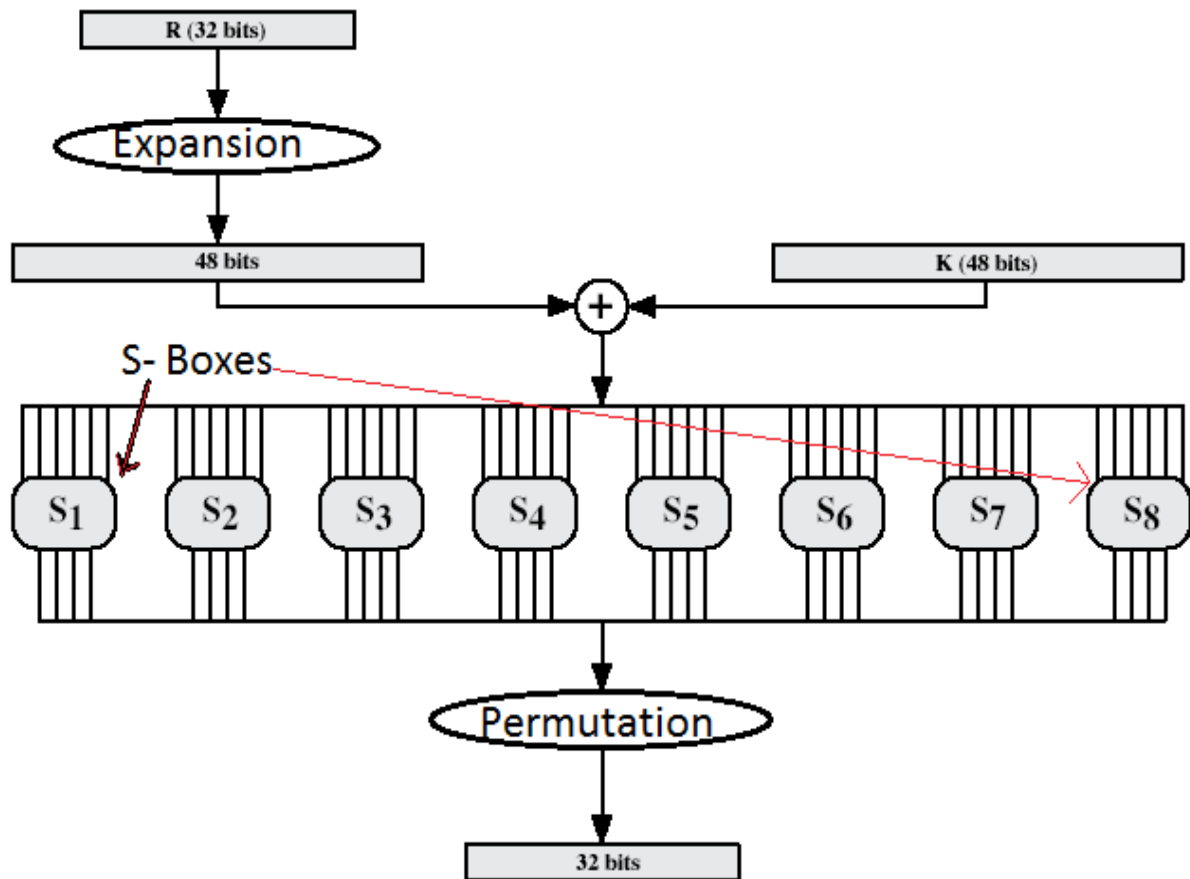 R (32 bits)
Expansion
48 bits
K (48 bits)
+
S- Boxes
S1 S2 S3 S4 S5 S6 S7 S8
Permutation
32 bits